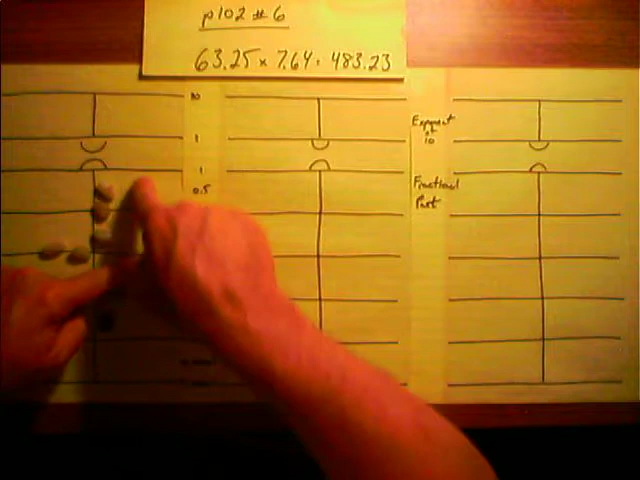 p102 # 6
63.25 x 7.64 = 483.23
10
1
1
0.5
Exponent
of
10
Fractional
Part